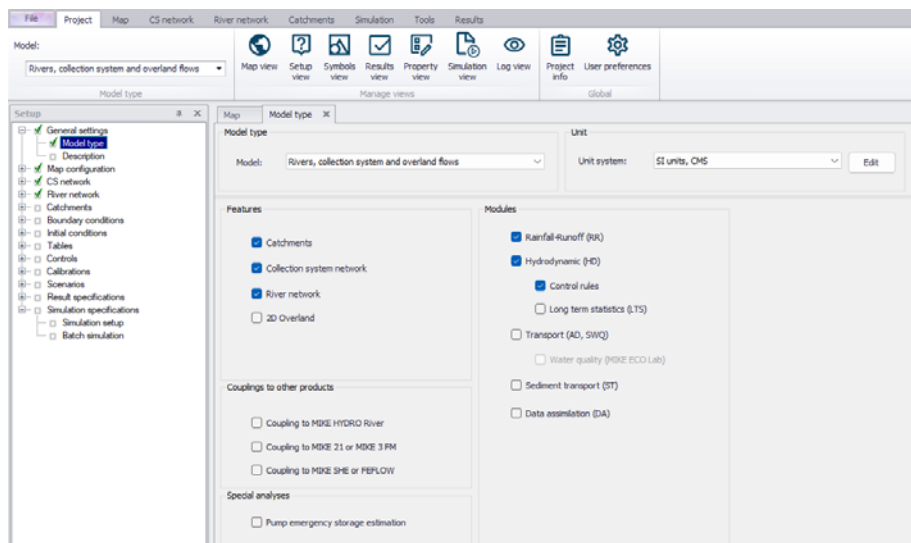 File Project Map CS network River network Catchments Simulation Tools Results
Model:
Rivers, collection system and overland flows
Model type
Map view
Setup view
Symbols view
Results view
Property view
Simulation view
Log view
Manage views
Project info
User preferences
Global
Setup
General settings
Model type
Description
Map configuration
CS network
River network
Catchments
Boundary conditions
Initial conditions
Tables
Controls
Calibrations
Scenarios
Result specifications
Simulation specifications
Simulation setup
Batch simulation
Map Model type
Model type
Model: Rivers, collection system and overland flows
Unit
Unit system: SI units, CMS Edit
Features
Catchments
Collection system network
River network
2D Overland
Modules
Rainfall-Runoff (RR)
Hydrodynamic (HD)
Control rules
Long term statistics (LTS)
Transport (AD, SWQ)
Water quality (MIKE ECO Lab)
Sediment transport (ST)
Data assimilation (DA)
Couplings to other products
Coupling to MIKE HYDRO River
Coupling to MIKE 21 or MIKE 3 FM
Coupling to MIKE SHE or FEFLOW
Special analyses
Pump emergency storage estimation